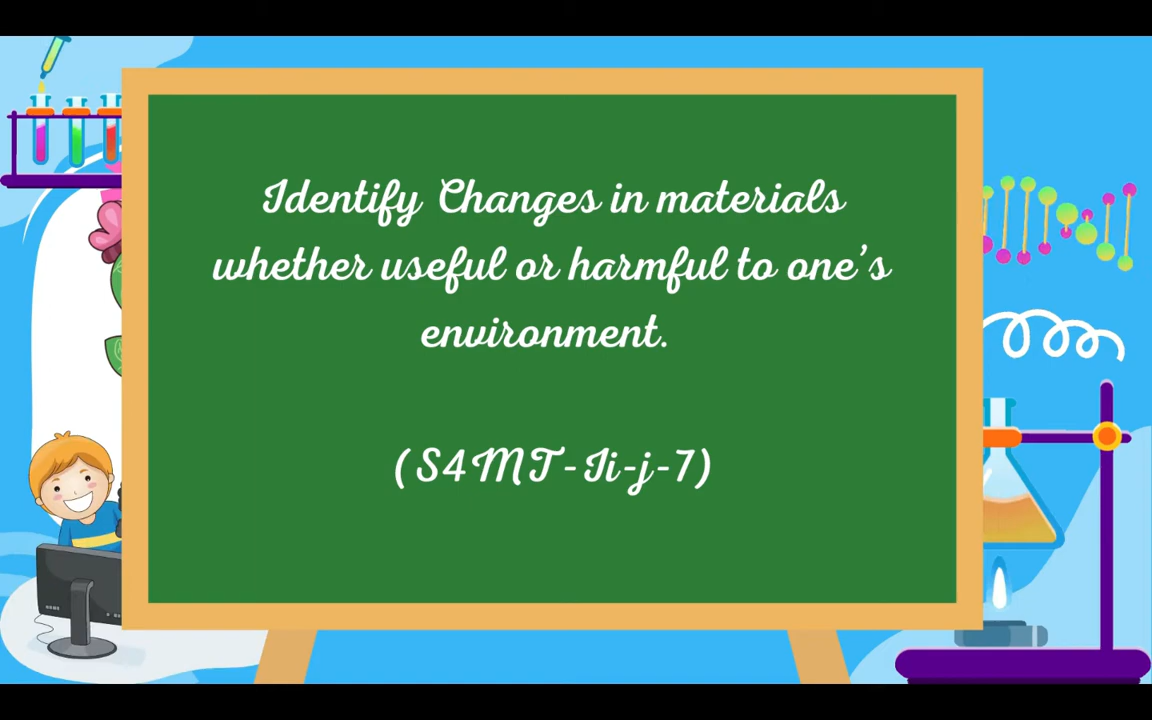 Identify Changes in materials
whether useful or harmful to one's
environment.
(S4MT-Ii-j-7)